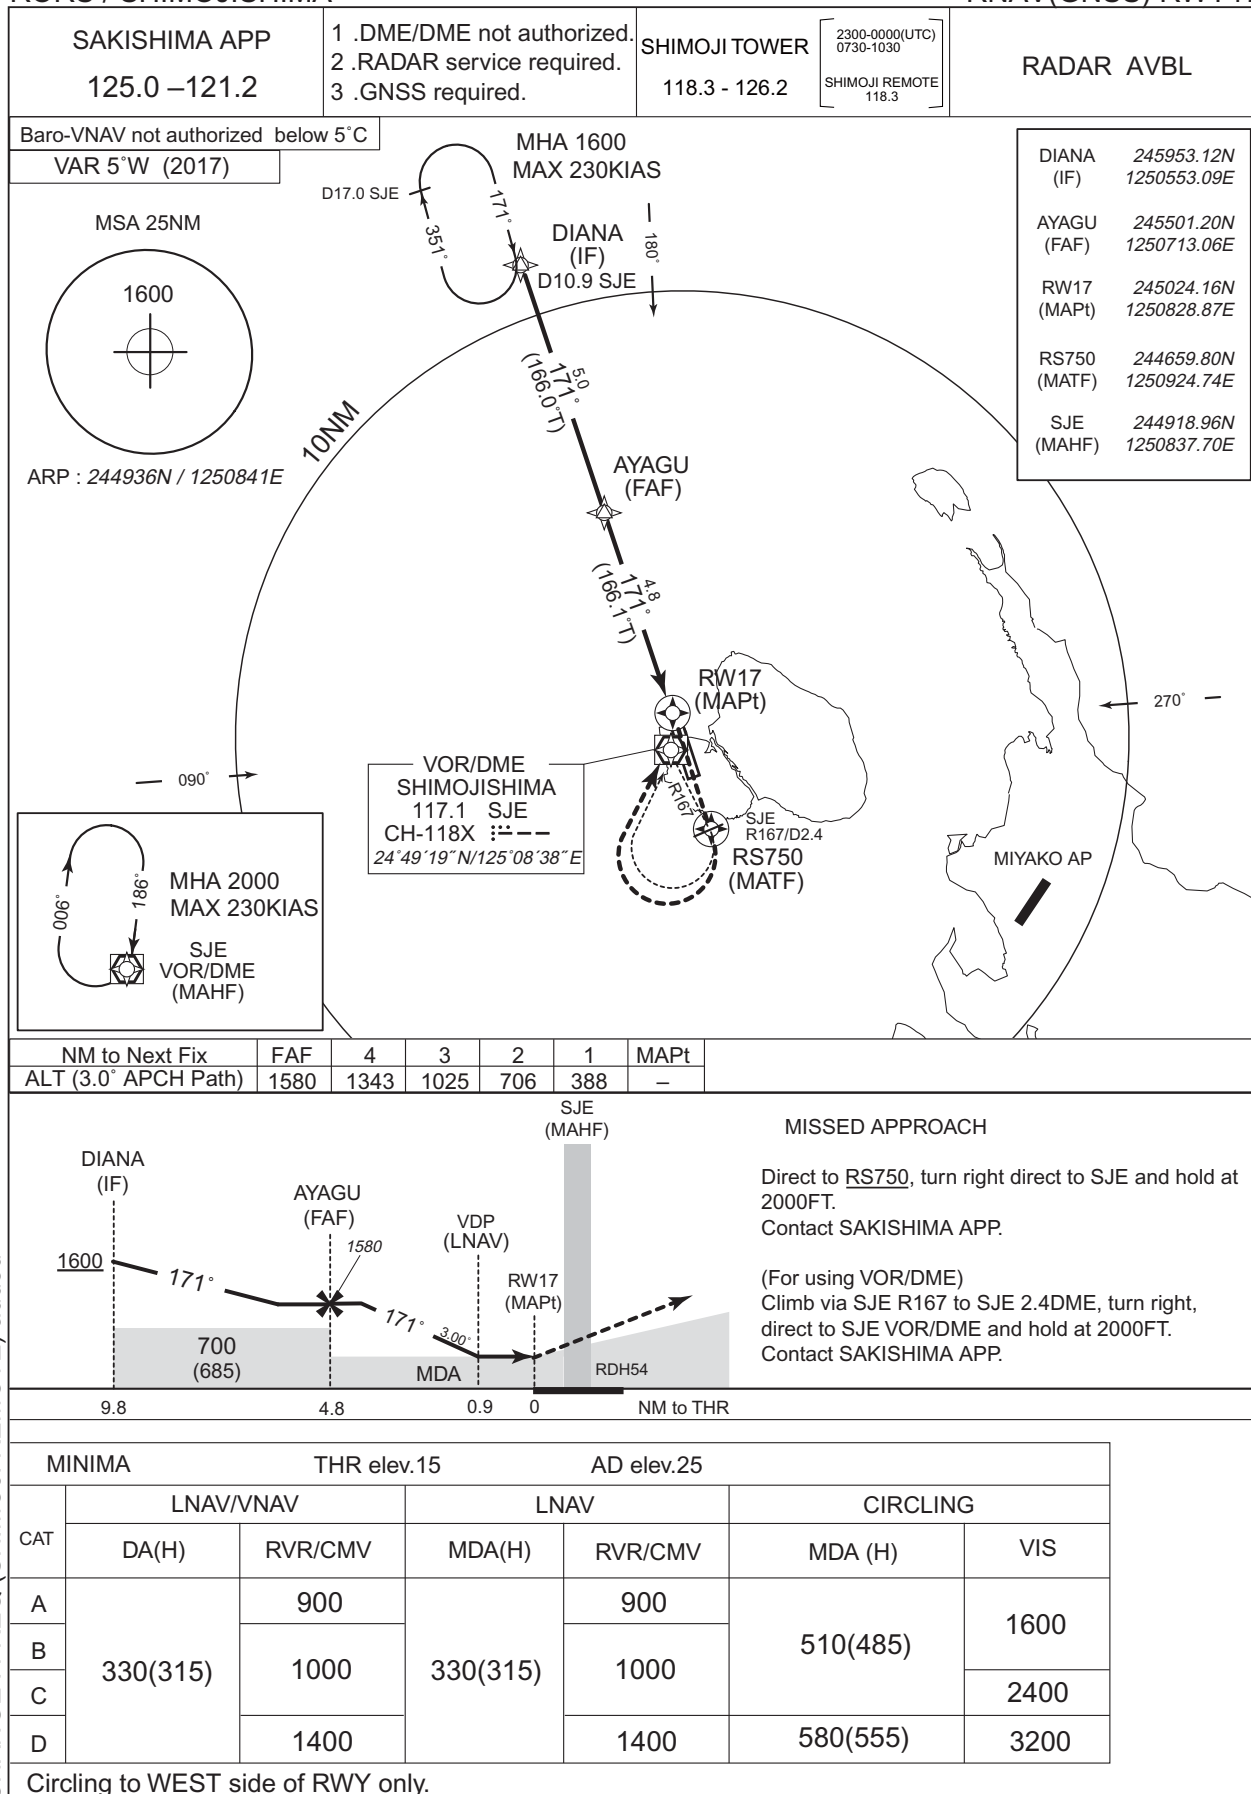 SAKISHIMA APP
125.0 –121.2
1 .DME/DME not authorized.
2 .RADAR service required.
3 .GNSS required.
SHIMOJI TOWER
118.3 - 126.2
2300-0000(UTC)
0730-1030
SHIMOJI REMOTE
118.3
RADAR AVBL
Baro-VNAV not authorized below 5˚C
VAR 5˚W (2017)
MSA 25NM
1600
ARP : 244936N / 1250841E
MHA 1600
MAX 230KIAS
D17.0 SJE
171˚
351˚
DIANA
(IF)
D10.9 SJE
180˚
DIANA 245953.12N
(IF) 1250553.09E
AYAGU 245501.20N
(FAF) 1250713.06E
RW17 245024.16N
(MAPt) 1250828.87E
RS750 244659.80N
(MATF) 1250924.74E
SJE 244918.96N
(MAHF) 1250837.70E
10NM
5.0
171˚
(166.0˚T)
AYAGU
(FAF)
4.8
171˚
(166.1˚T)
RW17
(MAPt)
270˚
090˚
VOR/DME
SHIMOJISHIMA
117.1 SJE
CH-118X
24˚49´19˝N/125˚08´38˝E
R167
SJE
R167/D2.4
RS750
(MATF)
MIYAKO AP
006˚
186˚
MHA 2000
MAX 230KIAS
SJE
VOR/DME
(MAHF)
NM to Next Fix FAF 4 3 2 1 MAPt
ALT (3.0˚ APCH Path) 1580 1343 1025 706 388 –
SJE
(MAHF)
DIANA
(IF)
AYAGU
(FAF)
1580
VDP
(LNAV)
RW17
(MAPt)
1600
171˚
171˚
3.00˚
700
(685)
MDA
RDH54
9.8 4.8 0.9 0 NM to THR
MISSED APPROACH
Direct to RS750, turn right direct to SJE and hold at
2000FT.
Contact SAKISHIMA APP.
(For using VOR/DME)
Climb via SJE R167 to SJE 2.4DME, turn right,
direct to SJE VOR/DME and hold at 2000FT.
Contact SAKISHIMA APP.
MINIMA THR elev.15 AD elev.25
CAT LNAV/VNAV LNAV CIRCLING
DA(H) RVR/CMV MDA(H) RVR/CMV MDA (H) VIS
A 330(315) 900 330(315) 900 510(485) 1600
B 1000 1000
C 2400
D 1400 1400 580(555) 3200
Circling to WEST side of RWY only.